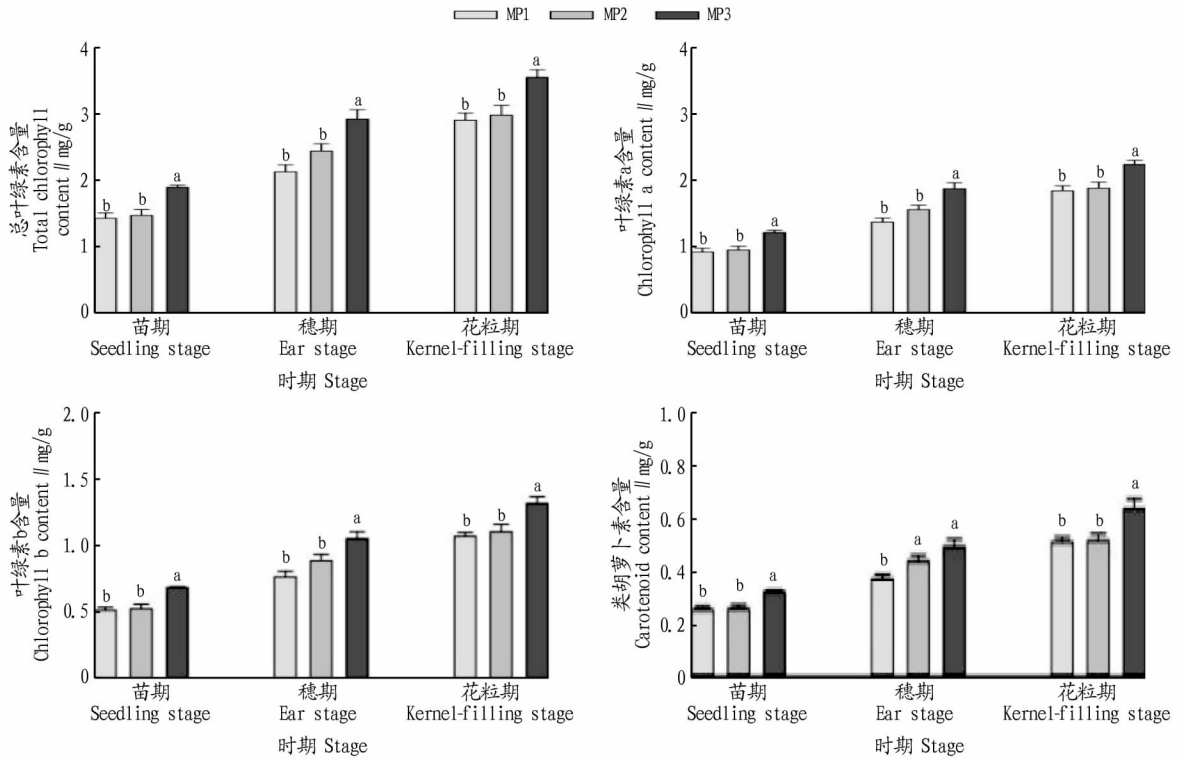 MP1 MP2 MP3
总叶绿素含量
Total chlorophyll
content∥mg/g
4
3
2
1
0
b b a
b b a
b b a
苗期 穗期 花粒期
Seedling stage Ear stage Kernel-filling stage
时期 Stage
叶绿素a含量
Chlorophyll a content∥mg/g
4
3
2
1
0
b b a
b b a
b b a
苗期 穗期 花粒期
Seedling stage Ear stage Kernel-filling stage
时期 Stage
叶绿素b含量
Chlorophyll b content∥mg/g
2.0
1.5
1.0
0.5
0
b b a
b b a
b b a
苗期 穗期 花粒期
Seedling stage Ear stage Kernel-filling stage
时期 Stage
类胡萝卜素含量
Carotenoid content∥mg/g
1.0
0.8
0.6
0.4
0.2
0
b b a
b a a
b b a
苗期 穗期 花粒期
Seedling stage Ear stage Kernel-filling stage
时期 Stage